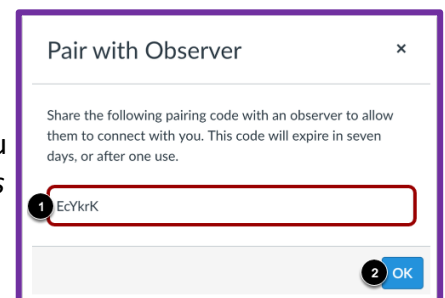 Pair with Observer ×
Share the following pairing code with an observer to allow
them to connect with you. This code will expire in seven
days, or after one use.
1 EcYkrK
2 OK